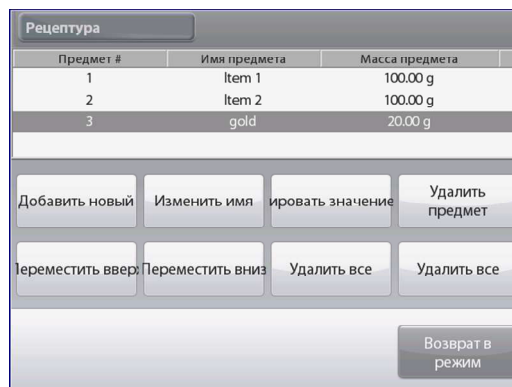 Рецептура
Предмет # Имя предмета Масса предмета
1 Item 1 100.00 g
2 Item 2 100.00 g
3 gold 20.00 g
Добавить новый Изменить имя ировать значение Удалить предмет
Переместить вверх Переместить вниз Удалить все Удалить все
Возврат в
режим